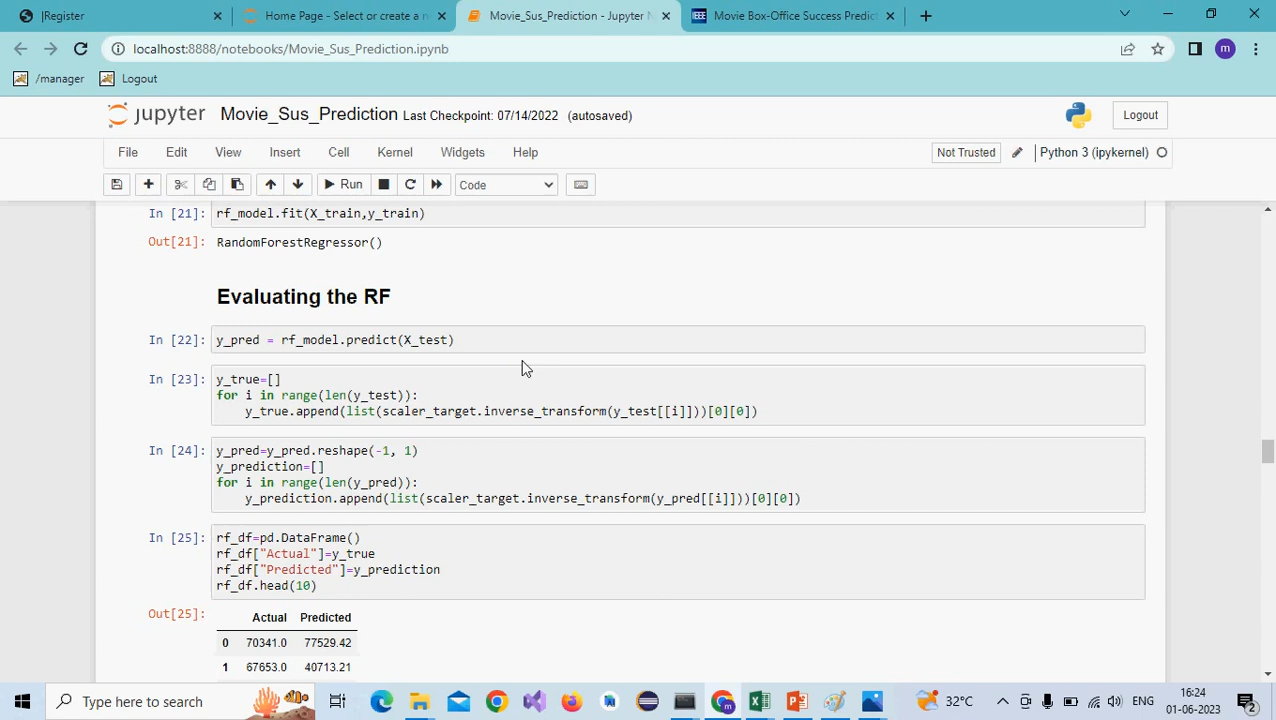 |Register
Home Page - Select or create a n
Movie_Sus_Prediction - Jupyter N
IEEE
Movie Box-Office Success Predict
localhost:8888/notebooks/Movie_Sus_Prediction.ipynb
m
/manager
Logout
jupyter
Movie_Sus_Prediction Last Checkpoint: 07/14/2022 (autosaved)
Logout
File Edit View Insert Cell Kernel Widgets Help
Not Trusted
Python 3 (ipykernel)
Run
Code
In [21]: rf_model.fit(X_train,y_train)
Out[21]: RandomForestRegressor()
Evaluating the RF
In [22]: y_pred = rf_model.predict(X_test)
In [23]: y_true=[]
for i in range(len(y_test)):
y_true.append(list(scaler_target.inverse_transform(y_test[[i]]))[0][0])
In [24]: y_pred=y_pred.reshape(-1, 1)
y_prediction=[]
for i in range(len(y_pred)):
y_prediction.append(list(scaler_target.inverse_transform(y_pred[[i]]))[0][0])
In [25]: rf_df=pd.DataFrame()
rf_df["Actual"]=y_true
rf_df["Predicted"]=y_prediction
rf_df.head(10)
Out[25]:
Actual Predicted
0 70341.0 77529.42
1 67653.0 40713.21
Type here to search
32°C
ENG
16:24
01-06-2023
2